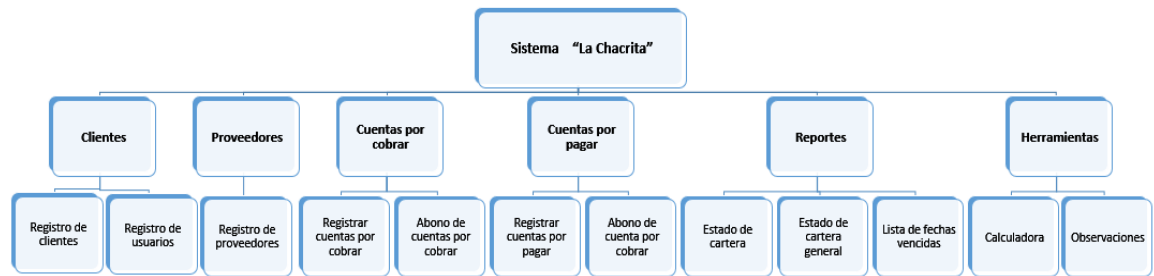 Sistema “La Chacrita”
Clientes
Proveedores
Cuentas por
cobrar
Cuentas por
pagar
Reportes
Herramientas
Registro de
clientes
Registro de
usuarios
Registro de
proveedores
Registrar
cuentas por
cobrar
Abono de
cuentas por
cobrar
Registrar
cuentas por
pagar
Abono de
cuenta por
cobrar
Estado de
cartera
Estado de
cartera
general
Lista de fechas
vencidas
Calculadora
Observaciones